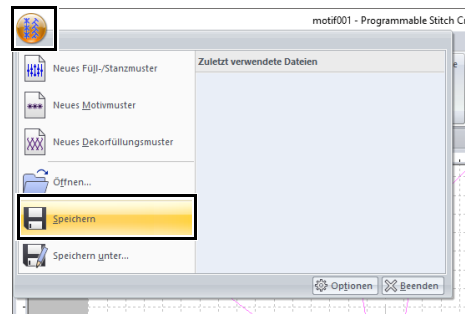 motif001 - Programmable Stitch Cr
Neues Füll-/Stanzmuster
Zuletzt verwendete Dateien
Neues Motivmuster
Neues Dekorfüllungsmuster
Öffnen...
Speichern
Speichern unter...
Optionen
Beenden